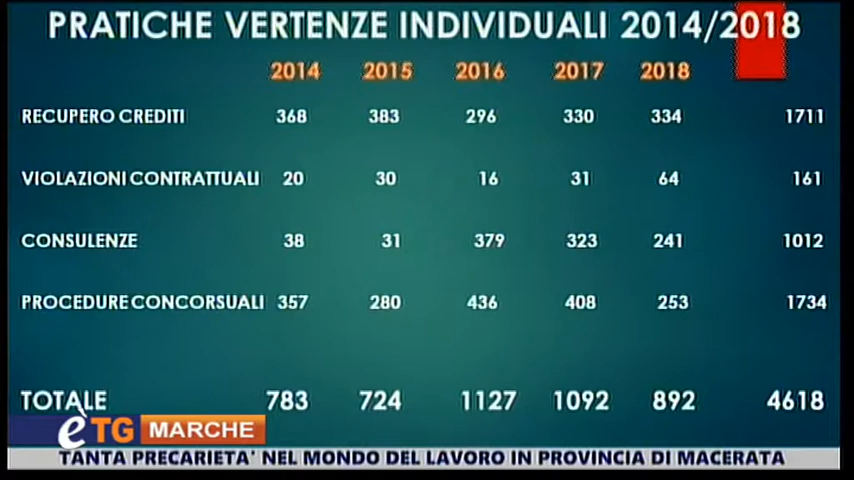 PRATICHE VERTENZE INDIVIDUALI 2014/2018
2014 2015 2016 2017 2018
RECUPERO CREDITI 368 383 296 330 334 1711
VIOLAZIONI CONTRATTUALI 20 30 16 31 64 161
CONSULENZE 38 31 379 323 241 1012
PROCEDURE CONCORSUALI 357 280 436 408 253 1734
TOTALE 783 724 1127 1092 892 4618
è TG MARCHE
TANTA PRECARIETA' NEL MONDO DEL LAVORO IN PROVINCIA DI MACERATA